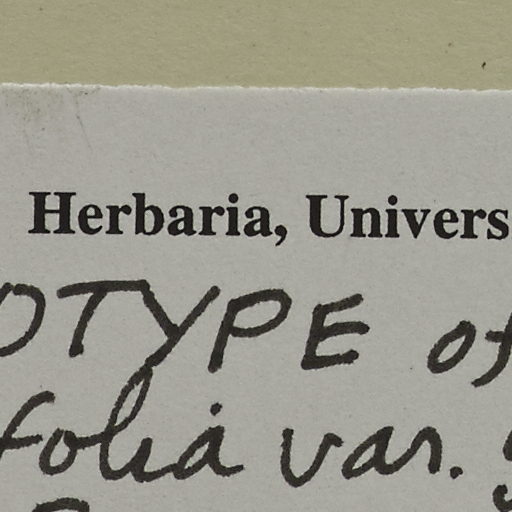 Herbaria, Univers
OTYPE of
folia var.